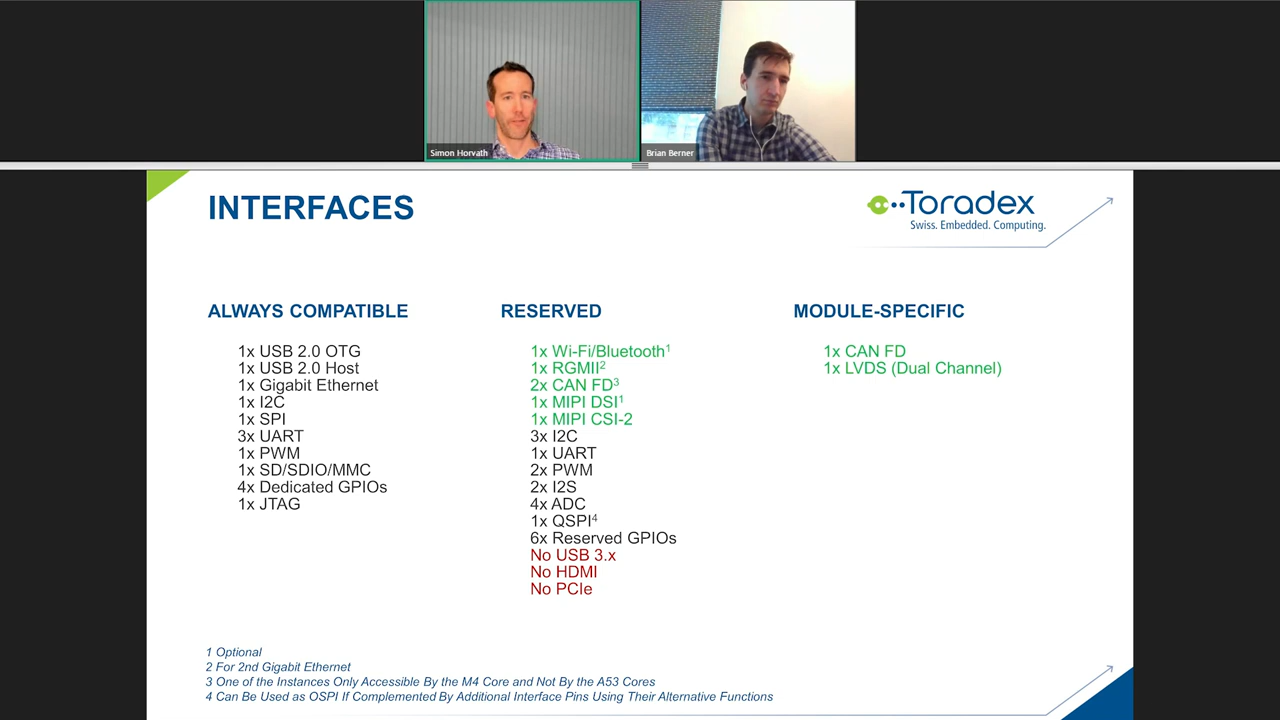 Simon Horvath
Brian Berner
INTERFACES
Toradex
Swiss. Embedded. Computing.
ALWAYS COMPATIBLE
1x USB 2.0 OTG
1x USB 2.0 Host
1x Gigabit Ethernet
1x I2C
1x SPI
3x UART
1x PWM
1x SD/SDIO/MMC
4x Dedicated GPIOs
1x JTAG
RESERVED
1x Wi-Fi/Bluetooth¹
1x RGMII²
2x CAN FD³
1x MIPI DSI¹
1x MIPI CSI-2
3x I2C
1x UART
2x PWM
2x I2S
4x ADC
1x QSPI⁴
6x Reserved GPIOs
No USB 3.x
No HDMI
No PCIe
MODULE-SPECIFIC
1x CAN FD
1x LVDS (Dual Channel)
1 Optional
2 For 2nd Gigabit Ethernet
3 One of the Instances Only Accessible By the M4 Core and Not By the A53 Cores
4 Can Be Used as OSPI If Complemented By Additional Interface Pins Using Their Alternative Functions